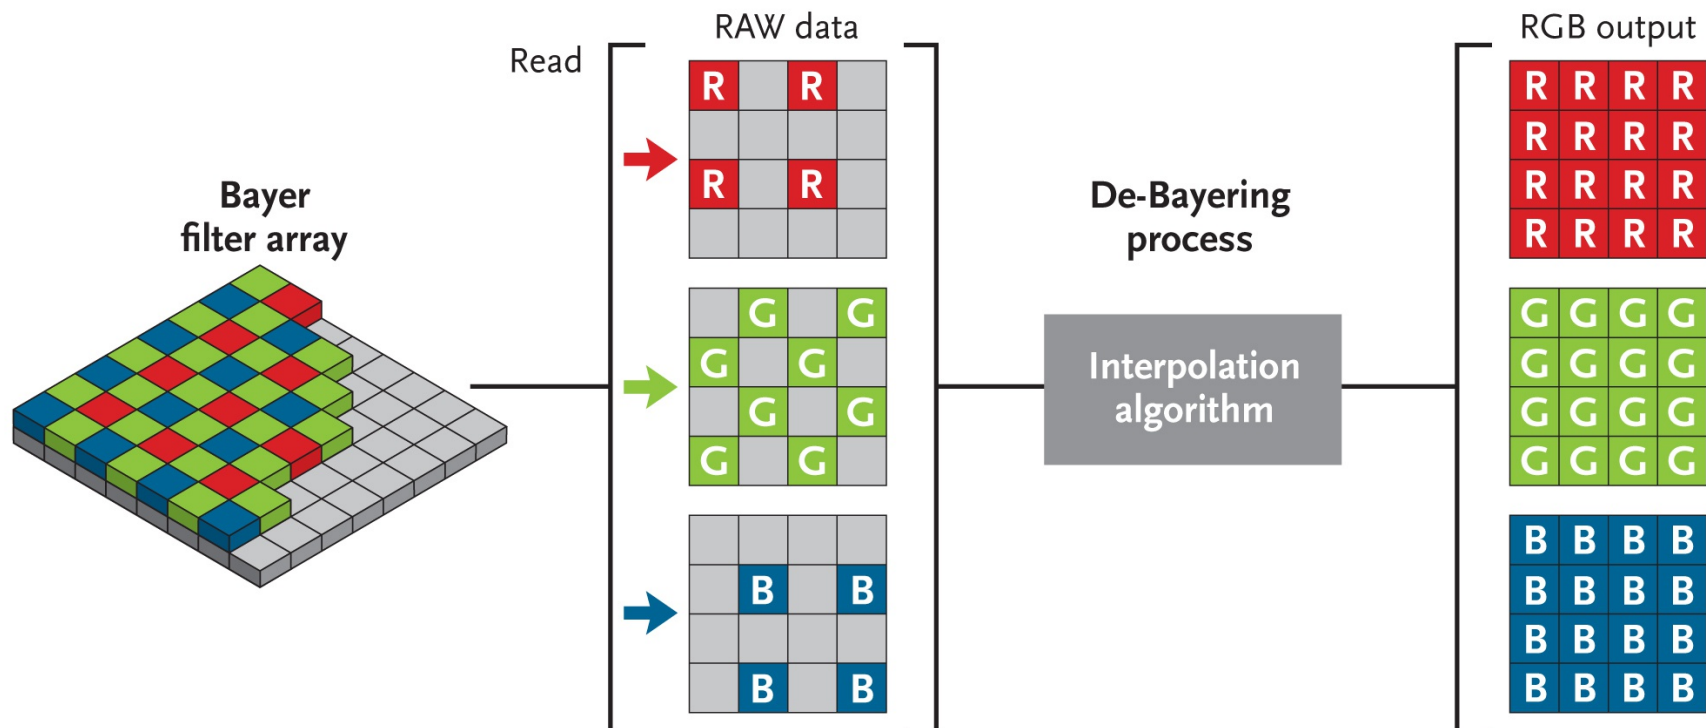 Read
RAW data
RGB output
Bayer
filter array
De-Bayering
process
Interpolation
algorithm
R R
R R
G G
G G
G G
G G
B B
B B
R R R R
R R R R
R R R R
R R R R
G G G G
G G G G
G G G G
G G G G
B B B B
B B B B
B B B B
B B B B